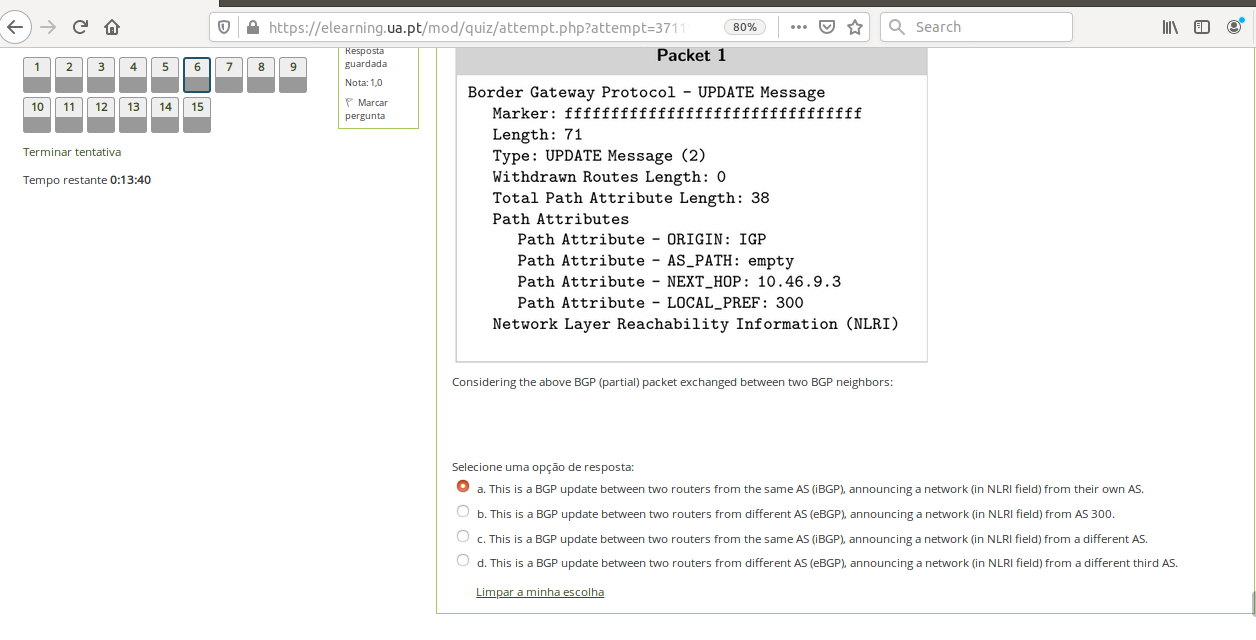 https://elearning.ua.pt/mod/quiz/attempt.php?attempt=3711
80%
Search
1 2 3 4 5 6 7 8 9
10 11 12 13 14 15
Terminar tentativa
Tempo restante 0:13:40
Resposta
guardada
Nota: 1,0
Marcar
pergunta
Packet 1
Border Gateway Protocol - UPDATE Message
Marker: ffffffffffffffffffffffffffffffff
Length: 71
Type: UPDATE Message (2)
Withdrawn Routes Length: 0
Total Path Attribute Length: 38
Path Attributes
Path Attribute - ORIGIN: IGP
Path Attribute - AS_PATH: empty
Path Attribute - NEXT_HOP: 10.46.9.3
Path Attribute - LOCAL_PREF: 300
Network Layer Reachability Information (NLRI)
Considering the above BGP (partial) packet exchanged between two BGP neighbors:
Selecione uma opção de resposta:
a. This is a BGP update between two routers from the same AS (iBGP), announcing a network (in NLRI field) from their own AS.
b. This is a BGP update between two routers from different AS (eBGP), announcing a network (in NLRI field) from AS 300.
c. This is a BGP update between two routers from the same AS (iBGP), announcing a network (in NLRI field) from a different AS.
d. This is a BGP update between two routers from different AS (eBGP), announcing a network (in NLRI field) from a different third AS.
Limpar a minha escolha